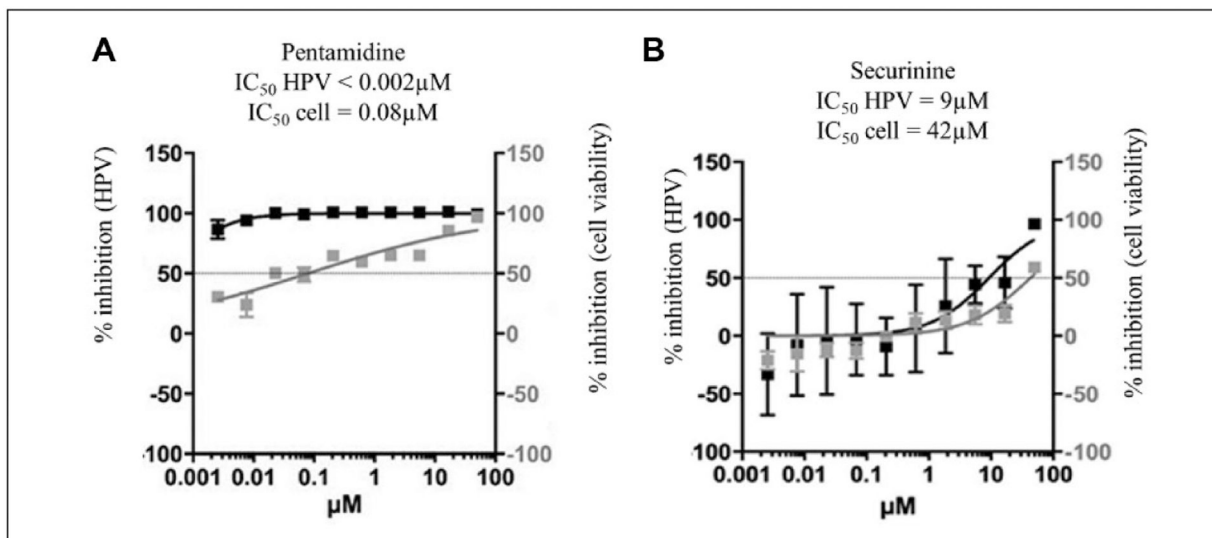 A
Pentamidine
IC₅₀ HPV < 0.002µM
IC₅₀ cell = 0.08µM
% inhibition (HPV)
150
100
50
0
-50
-100
150
100
50
0
-50
-100
% inhibition (cell viability)
0.001
0.01
0.1
1
10
100
µM
B
Securinine
IC₅₀ HPV = 9µM
IC₅₀ cell = 42µM
% inhibition (HPV)
150
100
50
0
-50
-100
150
100
50
0
-50
-100
% inhibition (cell viability)
0.001
0.01
0.1
1
10
100
µM